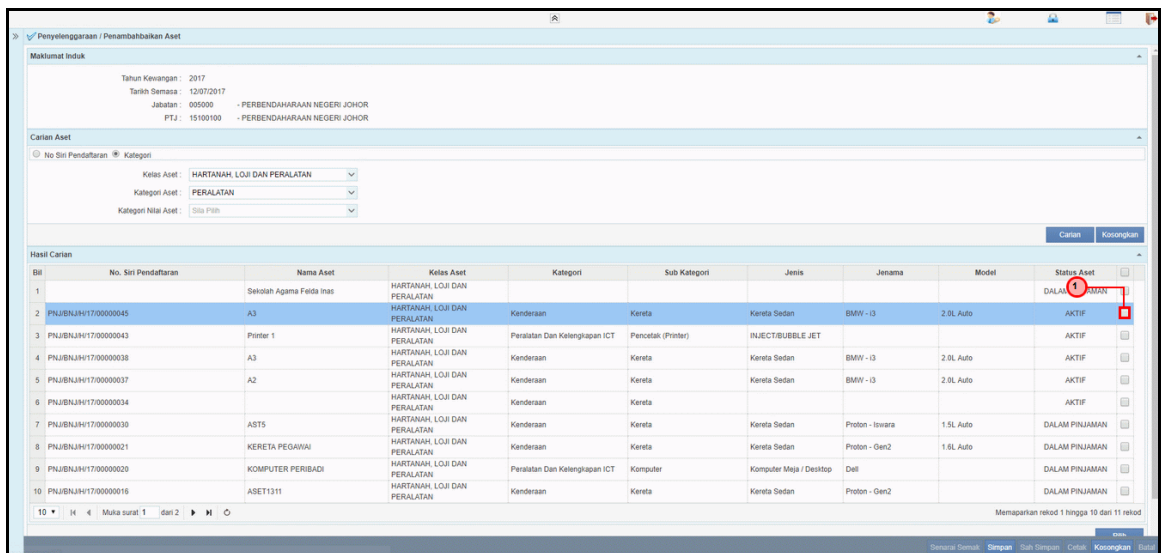 Penyelenggaraan / Penambahbaikan Aset
Maklumat Induk
Tahun Kewangan : 2017
Tarikh Semasa : 12/07/2017
Jabatan : 005000 - PERBENDAHARAAN NEGERI JOHOR
PTJ : 15100100 - PERBENDAHARAAN NEGERI JOHOR
Carian Aset
No Siri Pendaftaran Kategori
Kelas Aset : HARTANAH, LOJI DAN PERALATAN
Kategori Aset : PERALATAN
Kategori Nilai Aset : Sila Pilih
Carian Kosongkan
Hasil Carian
Bil No. Siri Pendaftaran Nama Aset Kelas Aset Kategori Sub Kategori Jenis Jenama Model Status Aset
1 Sekolah Agama Felda Inas HARTANAH, LOJI DAN PERALATAN DALAM
1
2 PNJ/BNJ/H/17/00000045 A3 HARTANAH, LOJI DAN PERALATAN Kenderaan Kereta Kereta Sedan BMW - i3 2.0L Auto AKTIF
3 PNJ/BNJ/H/17/00000043 Printer 1 HARTANAH, LOJI DAN PERALATAN Peralatan Dan Kelengkapan ICT Pencetak (Printer) INJECT/BUBBLE JET AKTIF
4 PNJ/BNJ/H/17/00000038 A3 HARTANAH, LOJI DAN PERALATAN Kenderaan Kereta Kereta Sedan BMW - i3 2.0L Auto AKTIF
5 PNJ/BNJ/H/17/00000037 A2 HARTANAH, LOJI DAN PERALATAN Kenderaan Kereta Kereta Sedan BMW - i3 2.0L Auto AKTIF
6 PNJ/BNJ/H/17/00000034 HARTANAH, LOJI DAN PERALATAN Kenderaan Kereta AKTIF
7 PNJ/BNJ/H/17/00000030 AST5 HARTANAH, LOJI DAN PERALATAN Kenderaan Kereta Kereta Sedan Proton - Iswara 1.5L Auto DALAM PINJAMAN
8 PNJ/BNJ/H/17/00000021 KERETA PEGAWAI HARTANAH, LOJI DAN PERALATAN Kenderaan Kereta Kereta Sedan Proton - Gen2 1.6L Auto DALAM PINJAMAN
9 PNJ/BNJ/H/17/00000020 KOMPUTER PERIBADI HARTANAH, LOJI DAN PERALATAN Peralatan Dan Kelengkapan ICT Komputer Komputer Meja / Desktop Dell DALAM PINJAMAN
10 PNJ/BNJ/H/17/00000016 ASET1311 HARTANAH, LOJI DAN PERALATAN Kenderaan Kereta Kereta Sedan Proton - Gen2 DALAM PINJAMAN
10 Muka surat 1 dari 2 Memaparkan rekod 1 hingga 10 dari 11 rekod
Senarai Semak Simpan Sah Simpan Cetak Kosongkan Batal